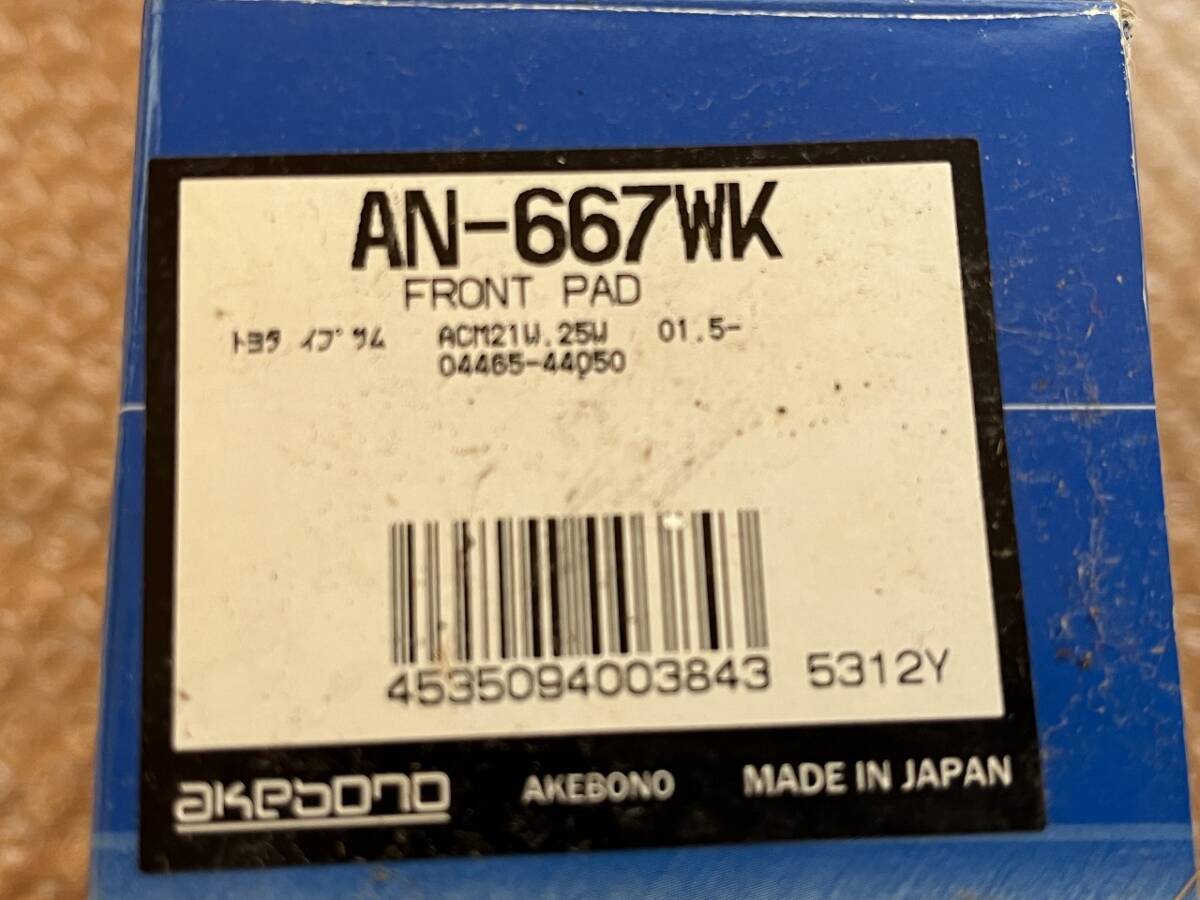 AN-667WK
FRONT PAD
トヨタ イプサム ACM21W.25W 01.5-
04465-44050
4535094003843 5312Y
akebono AKEBONO MADE IN JAPAN